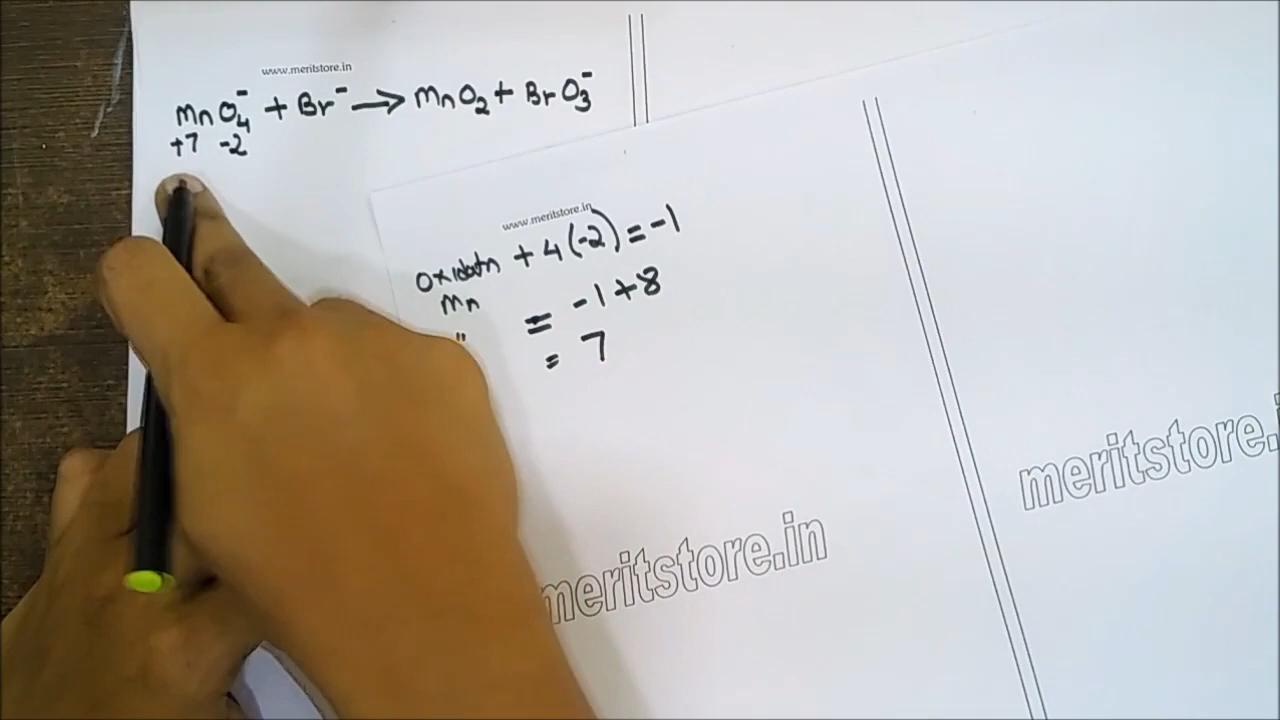 www.meritstore.in
MnO₄⁻ + Br⁻ → MnO₂ + BrO₃⁻
+7 -2
www.meritstore.in
oxidatn + 4(-2) = -1
Mn
" = -1+8
= 7
meritstore.in
meritstore.i